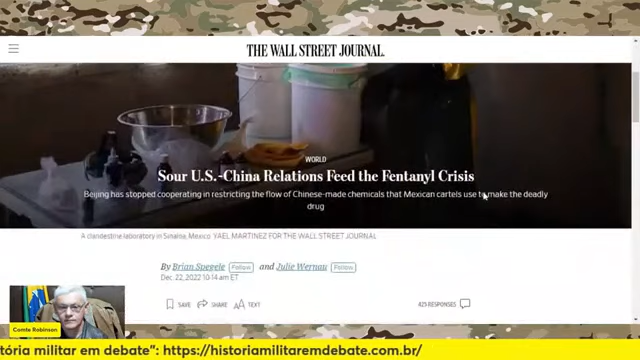 THE WALL STREET JOURNAL.
WORLD
Sour U.S.-China Relations Feed the Fentanyl Crisis
Beijing has stopped cooperating in restricting the flow of Chinese-made chemicals that Mexican cartels use to make the deadly
drug
A clandestine laboratory in Sinaloa, Mexico YAEL MARTINEZ FOR THE WALL STREET JOURNAL
By Brian Spegele Follow and Julie Wernau Follow
Dec. 22, 2022 10:14 am ET
SAVE SHARE AA TEXT 425 RESPONSES
Comte Robinson
tória militar em debate": https://historiamilitaremdebate.com.br/